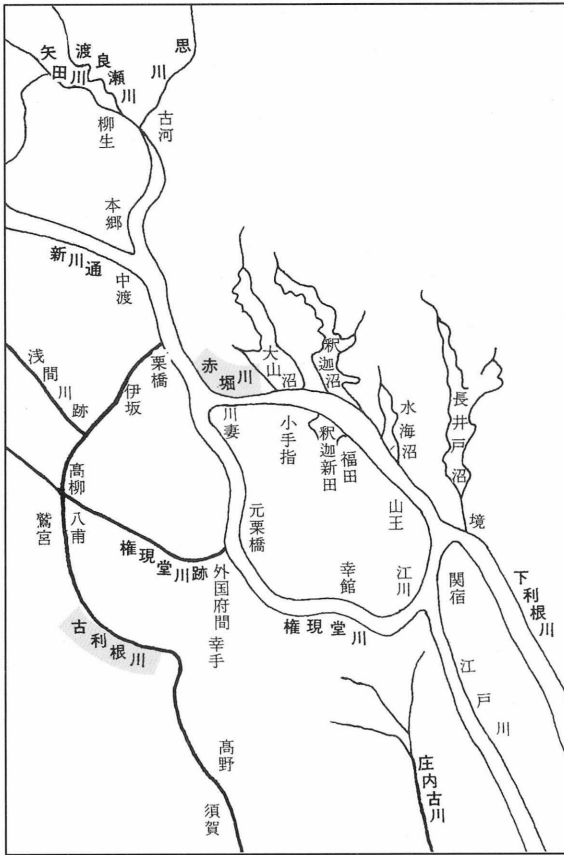 矢田川
渡良瀬川
思川
柳生
古河
本郷
新川通
中渡
浅間川跡
伊坂
栗橋
赤堀川
大山沼
釈迦沼
水海沼
長井戸沼
川妻
小手指
釈迦新田
福田
山王
境
高柳
鷲宮
八甫
権現堂川跡
元栗橋
外国府間
幸手
幸館
江川
権現堂川
関宿
下利根川
江戸川
古利根川
高野
須賀
庄内古川